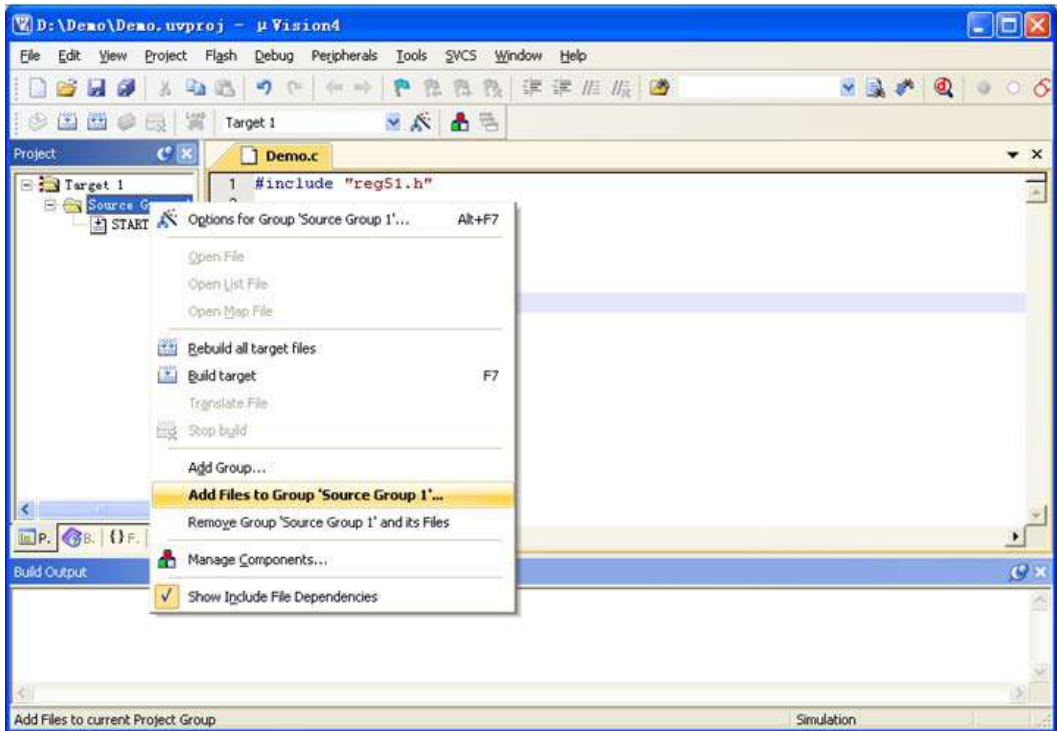 D:\Demo\Demo.uvproj - µVision4
File Edit View Project Flash Debug Peripherals Tools SVCS Window Help
Target 1
Project
Demo.c
Target 1
1 #include "reg51.h"
Source G
2
START
Options for Group 'Source Group 1'... Alt+F7
Open File
Open List File
Open Map File
Rebuild all target files
Build target F7
Translate File
Stop build
Add Group...
Add Files to Group 'Source Group 1'...
Remove Group 'Source Group 1' and its Files
P. B. {} F.
Manage Components...
Build Output
Show Include File Dependencies
Add Files to current Project Group Simulation